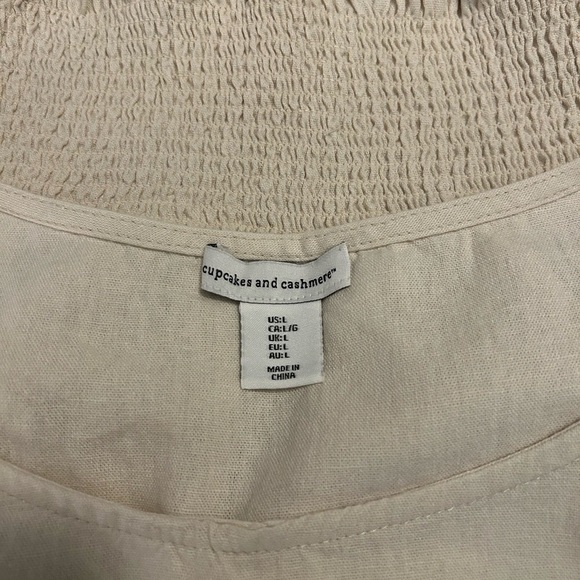 cupcakes and cashmere™
US:L
CA:L/G
UK:L
EU:L
AU:L
MADE IN
CHINA